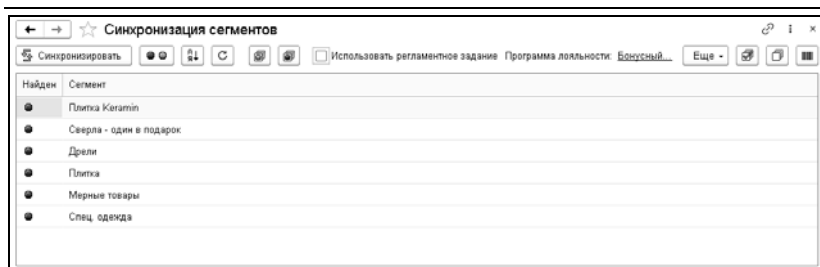 Синхронизация сегментов
Синхронизировать Использовать регламентное задание Программа лояльности: Бонусный... Еще
Найден Сегмент
Плитка Keramin
Сверла - один в подарок
Дрели
Плитка
Мерные товары
Спец. одежда